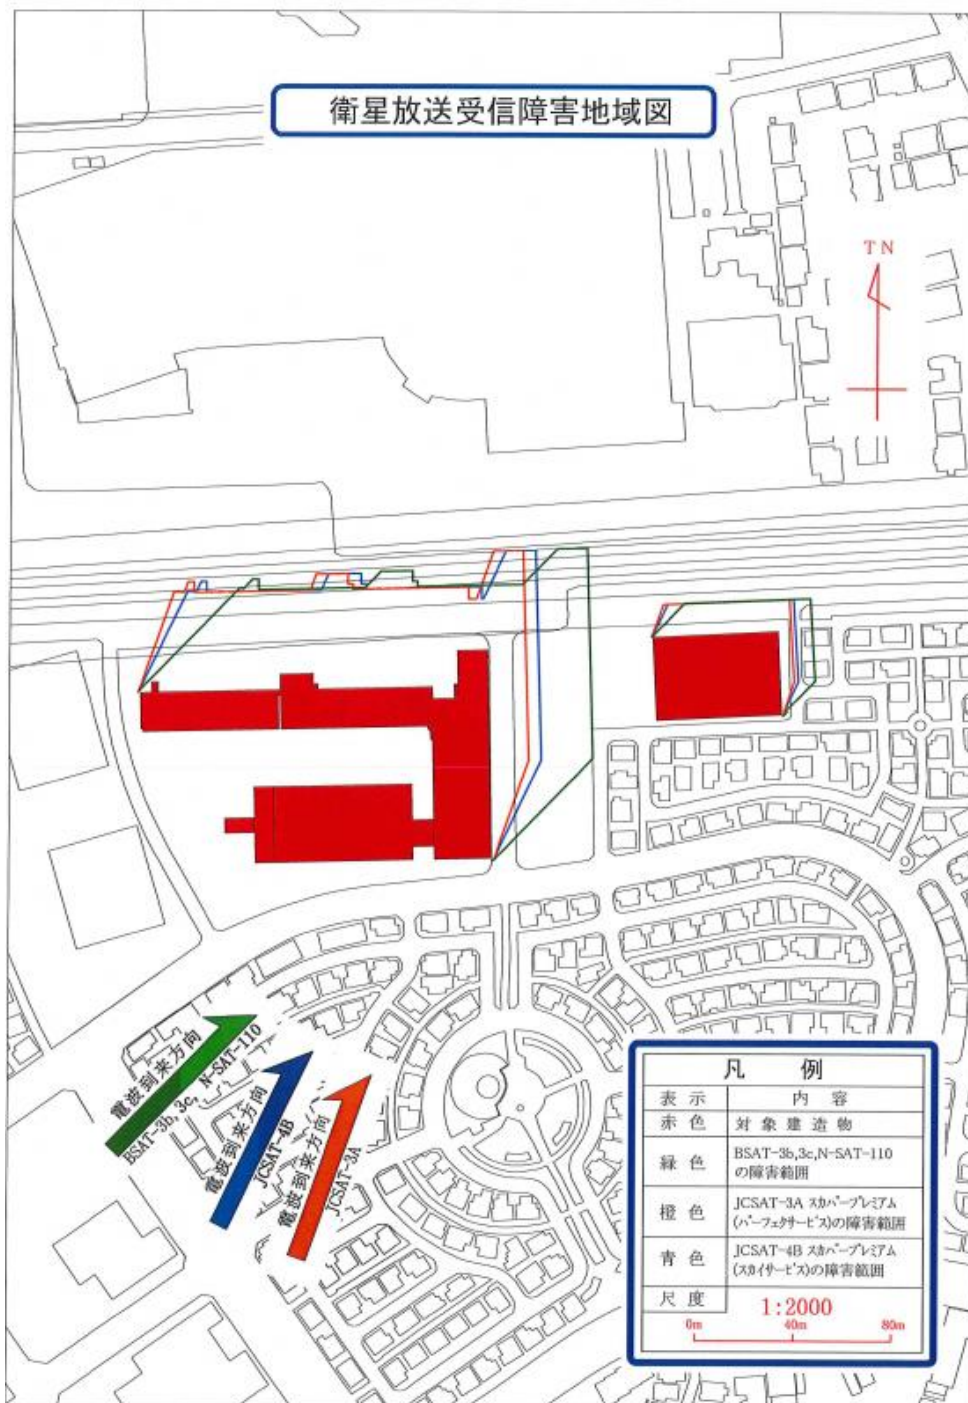 衛星放送受信障害地域図
TN
電波到来方向
BSAT-3b,3c, N-SAT-110
電波到来方向
JCSAT-4B
電波到来方向
JCSAT-3A
凡 例
表示 内容
赤色 対象建造物
緑色 BSAT-3b,3c,N-SAT-110
の障害範囲
橙色 JCSAT-3A スカパープレミアム
(パーフェクサービス)の障害範囲
青色 JCSAT-4B スカパープレミアム
(スカイサービス)の障害範囲
尺度 1:2000
0m 40m 80m